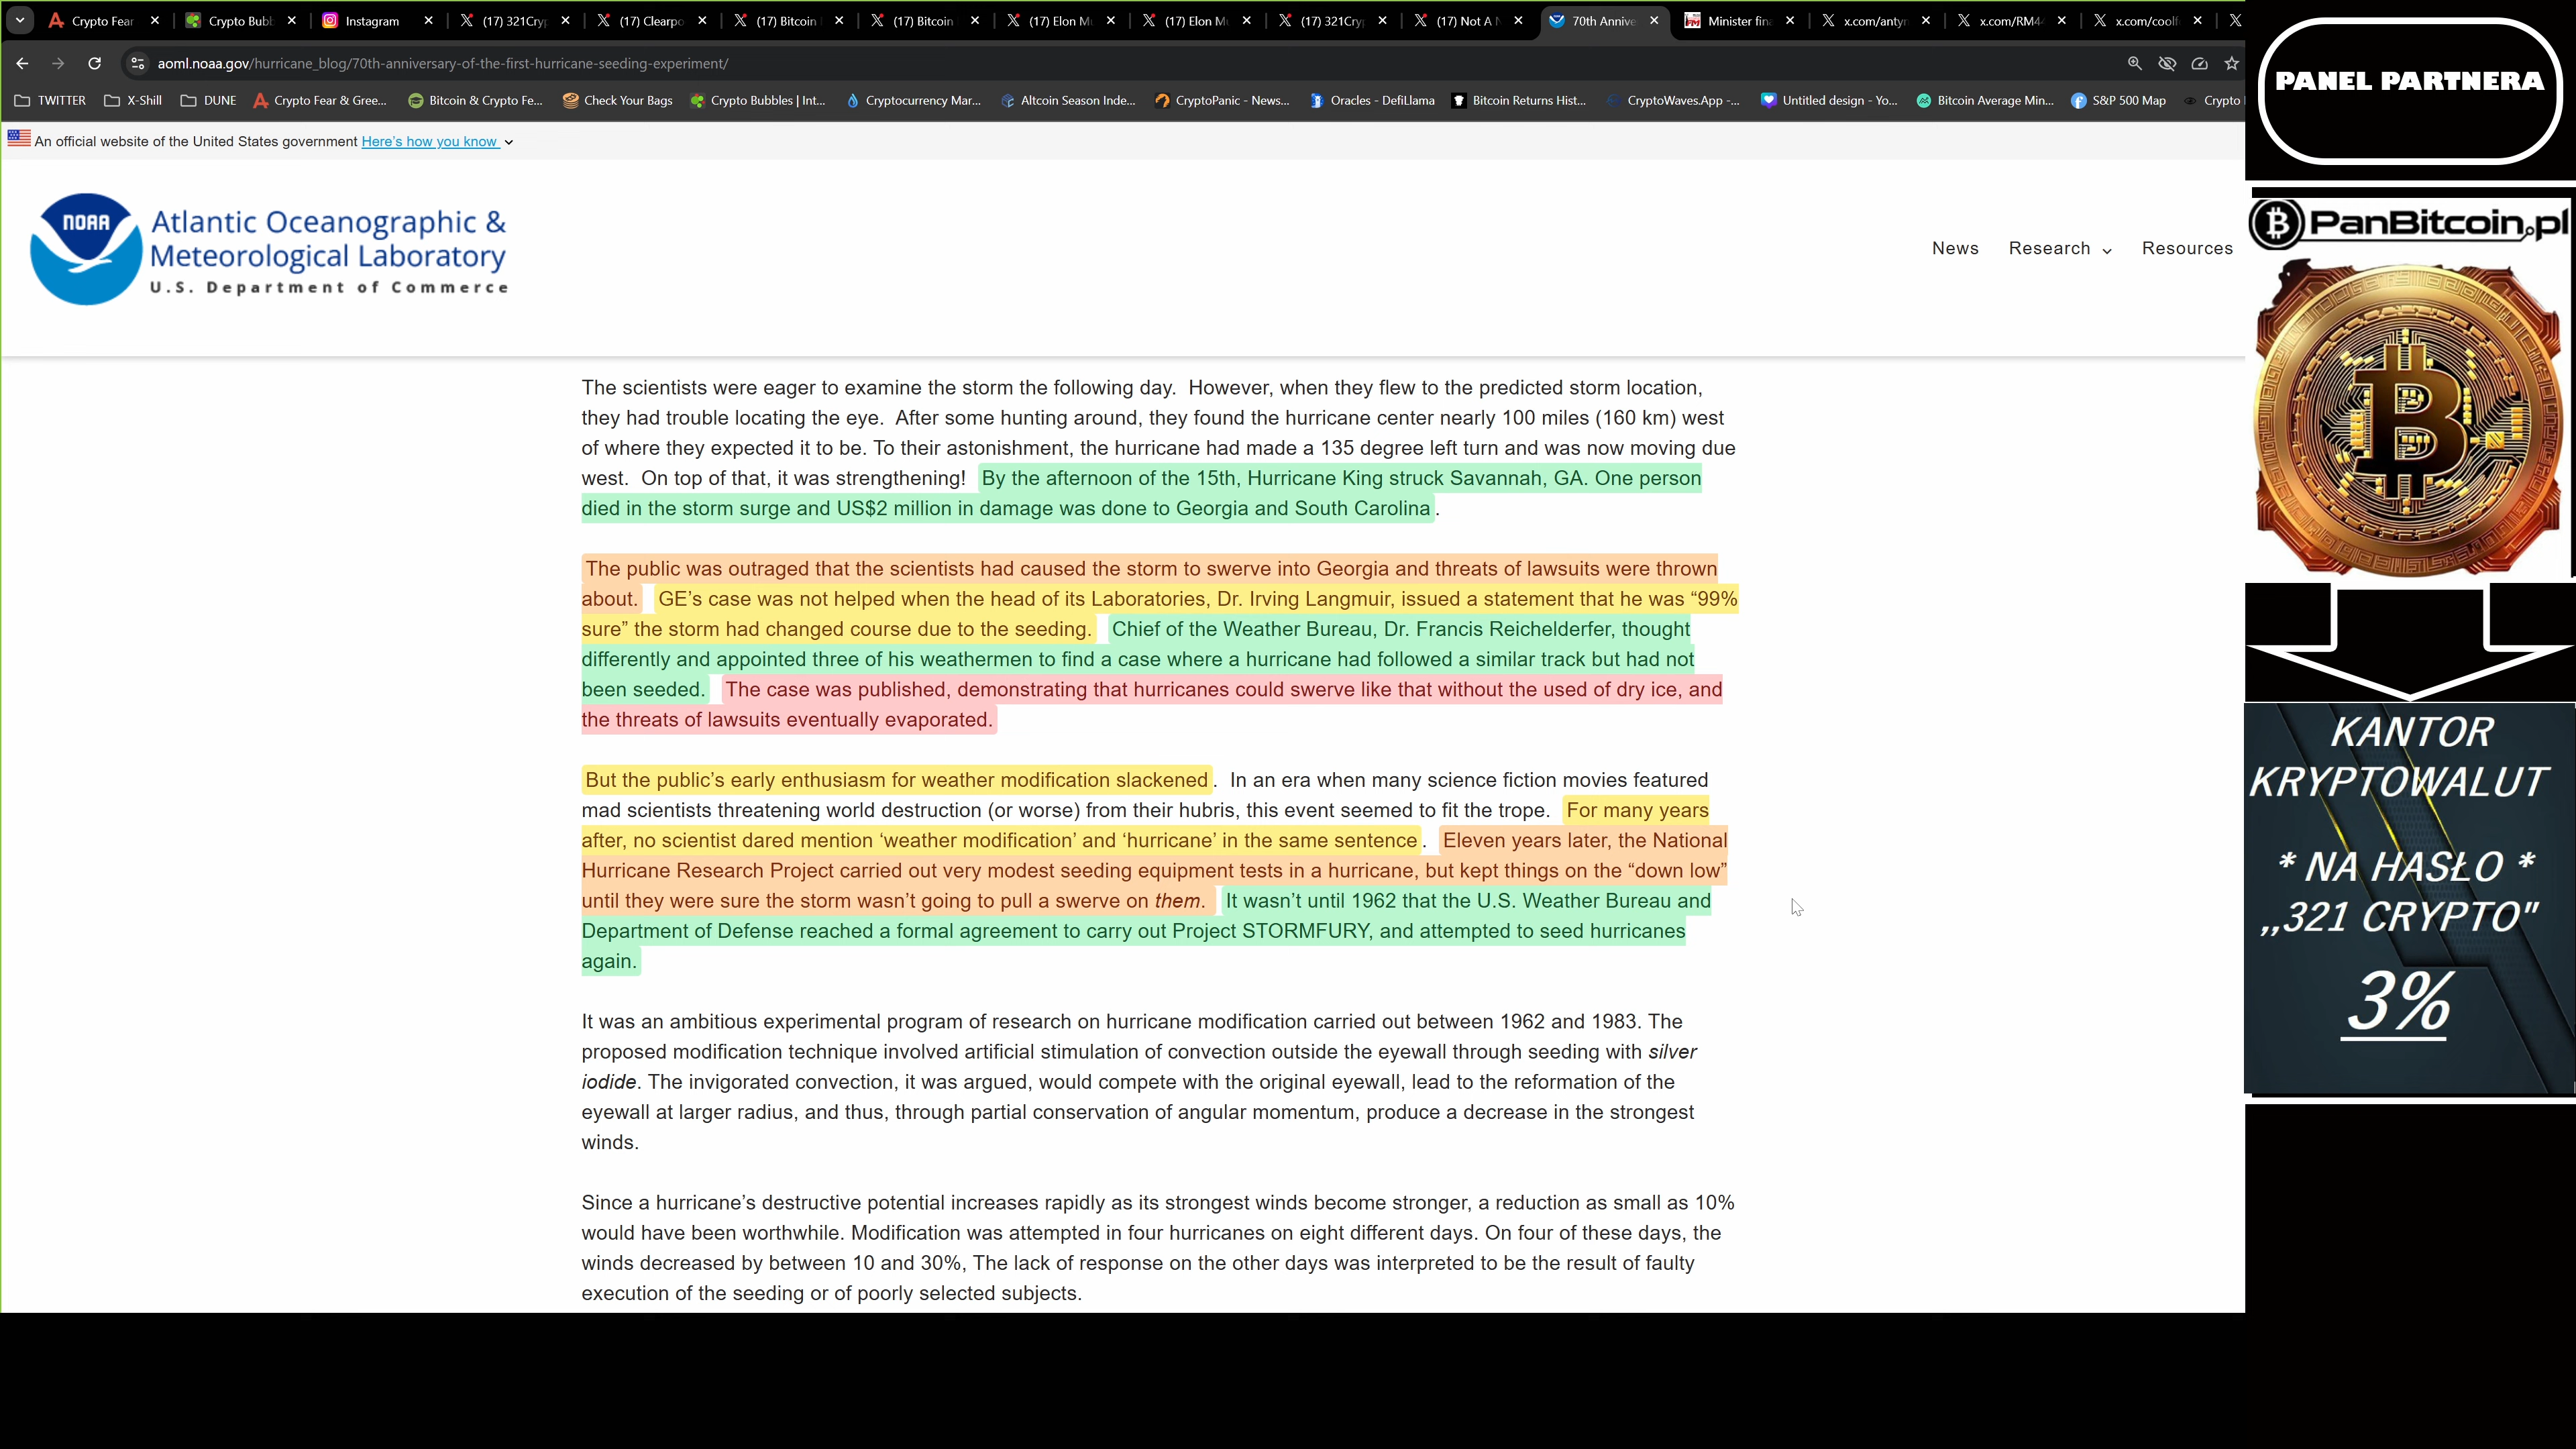 Crypto Fear
Crypto Bubb
Instagram
(17) 321Cryp
(17) Clearpo
(17) Bitcoin
(17) Bitcoin
(17) Elon Mu
(17) Elon Mu
(17) 321Cryp
(17) Not A N
70th Annive
Minister fina
x.com/antyr
x.com/RM4
x.com/coolf
aoml.noaa.gov/hurricane_blog/70th-anniversary-of-the-first-hurricane-seeding-experiment/
TWITTER
X-Shill
DUNE
Crypto Fear & Gree...
Bitcoin & Crypto Fe...
Check Your Bags
Crypto Bubbles | Int...
Cryptocurrency Mar...
Altcoin Season Inde...
CryptoPanic - News...
Oracles - DefiLlama
Bitcoin Returns Hist...
CryptoWaves.App -...
Untitled design - Yo...
Bitcoin Average Min...
S&P 500 Map
Crypto
An official website of the United States government Here's how you know
NOAA
Atlantic Oceanographic &
Meteorological Laboratory
U.S. Department of Commerce
News
Research
Resources
The scientists were eager to examine the storm the following day. However, when they flew to the predicted storm location,
they had trouble locating the eye. After some hunting around, they found the hurricane center nearly 100 miles (160 km) west
of where they expected it to be. To their astonishment, the hurricane had made a 135 degree left turn and was now moving due
west. On top of that, it was strengthening! By the afternoon of the 15th, Hurricane King struck Savannah, GA. One person
died in the storm surge and US$2 million in damage was done to Georgia and South Carolina.
The public was outraged that the scientists had caused the storm to swerve into Georgia and threats of lawsuits were thrown
about. GE's case was not helped when the head of its Laboratories, Dr. Irving Langmuir, issued a statement that he was “99%
sure” the storm had changed course due to the seeding. Chief of the Weather Bureau, Dr. Francis Reichelderfer, thought
differently and appointed three of his weathermen to find a case where a hurricane had followed a similar track but had not
been seeded. The case was published, demonstrating that hurricanes could swerve like that without the used of dry ice, and
the threats of lawsuits eventually evaporated.
But the public's early enthusiasm for weather modification slackened. In an era when many science fiction movies featured
mad scientists threatening world destruction (or worse) from their hubris, this event seemed to fit the trope. For many years
after, no scientist dared mention ‘weather modification’ and ‘hurricane’ in the same sentence. Eleven years later, the National
Hurricane Research Project carried out very modest seeding equipment tests in a hurricane, but kept things on the “down low”
until they were sure the storm wasn't going to pull a swerve on them. It wasn't until 1962 that the U.S. Weather Bureau and
Department of Defense reached a formal agreement to carry out Project STORMFURY, and attempted to seed hurricanes
again.
It was an ambitious experimental program of research on hurricane modification carried out between 1962 and 1983. The
proposed modification technique involved artificial stimulation of convection outside the eyewall through seeding with silver
iodide. The invigorated convection, it was argued, would compete with the original eyewall, lead to the reformation of the
eyewall at larger radius, and thus, through partial conservation of angular momentum, produce a decrease in the strongest
winds.
Since a hurricane's destructive potential increases rapidly as its strongest winds become stronger, a reduction as small as 10%
would have been worthwhile. Modification was attempted in four hurricanes on eight different days. On four of these days, the
winds decreased by between 10 and 30%, The lack of response on the other days was interpreted to be the result of faulty
execution of the seeding or of poorly selected subjects.
PANEL PARTNERA
PanBitcoin.pl
KANTOR
KRYPTOWALUT
* NA HASŁO *
,,321 CRYPTO"
3%